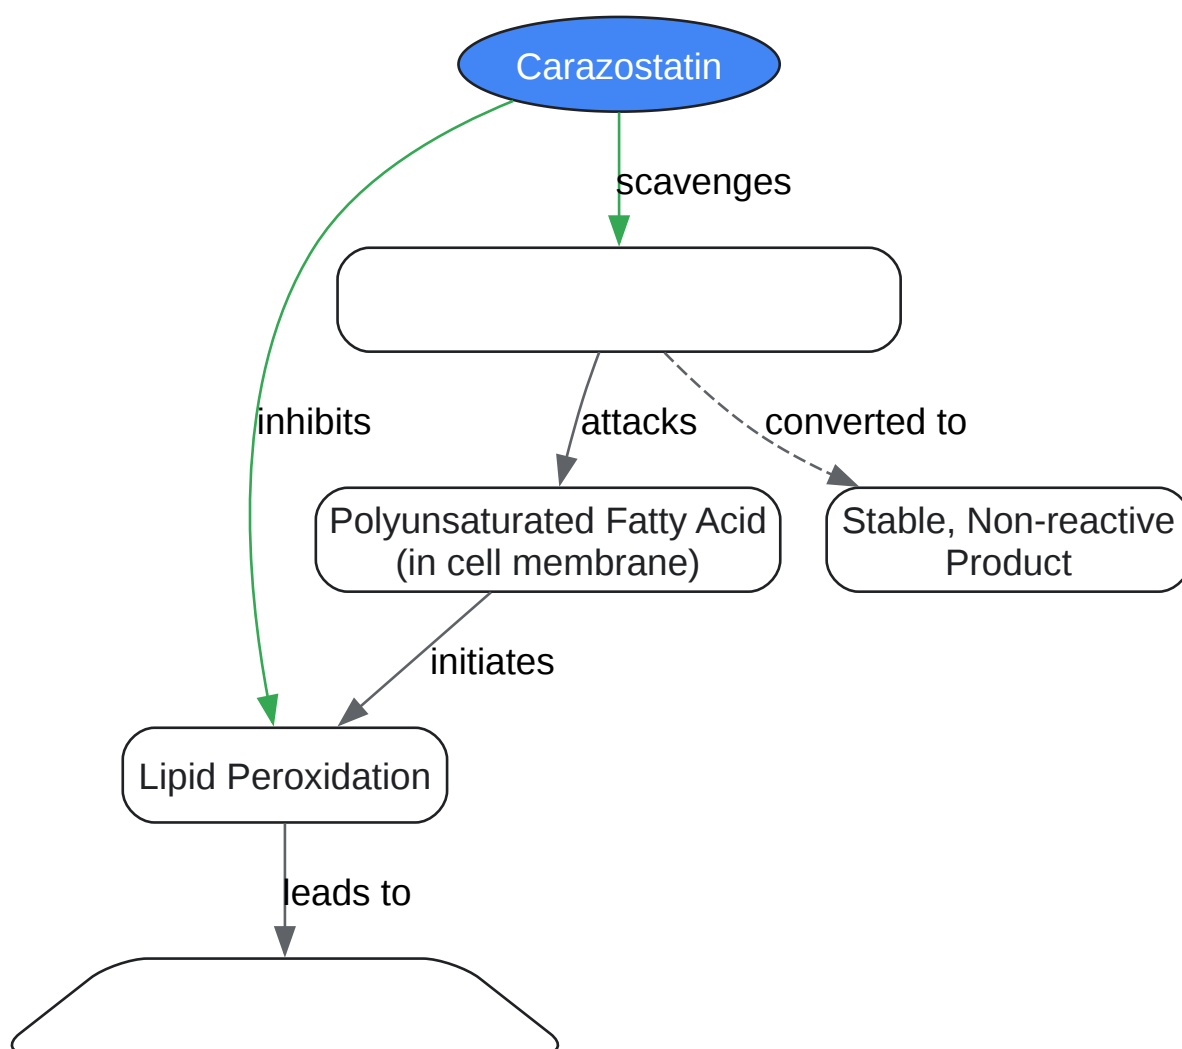 Carazostatin
scavenges
inhibits
attacks
converted to
Polyunsaturated Fatty Acid
(in cell membrane)
Stable, Non-reactive
Product
initiates
Lipid Peroxidation
leads to